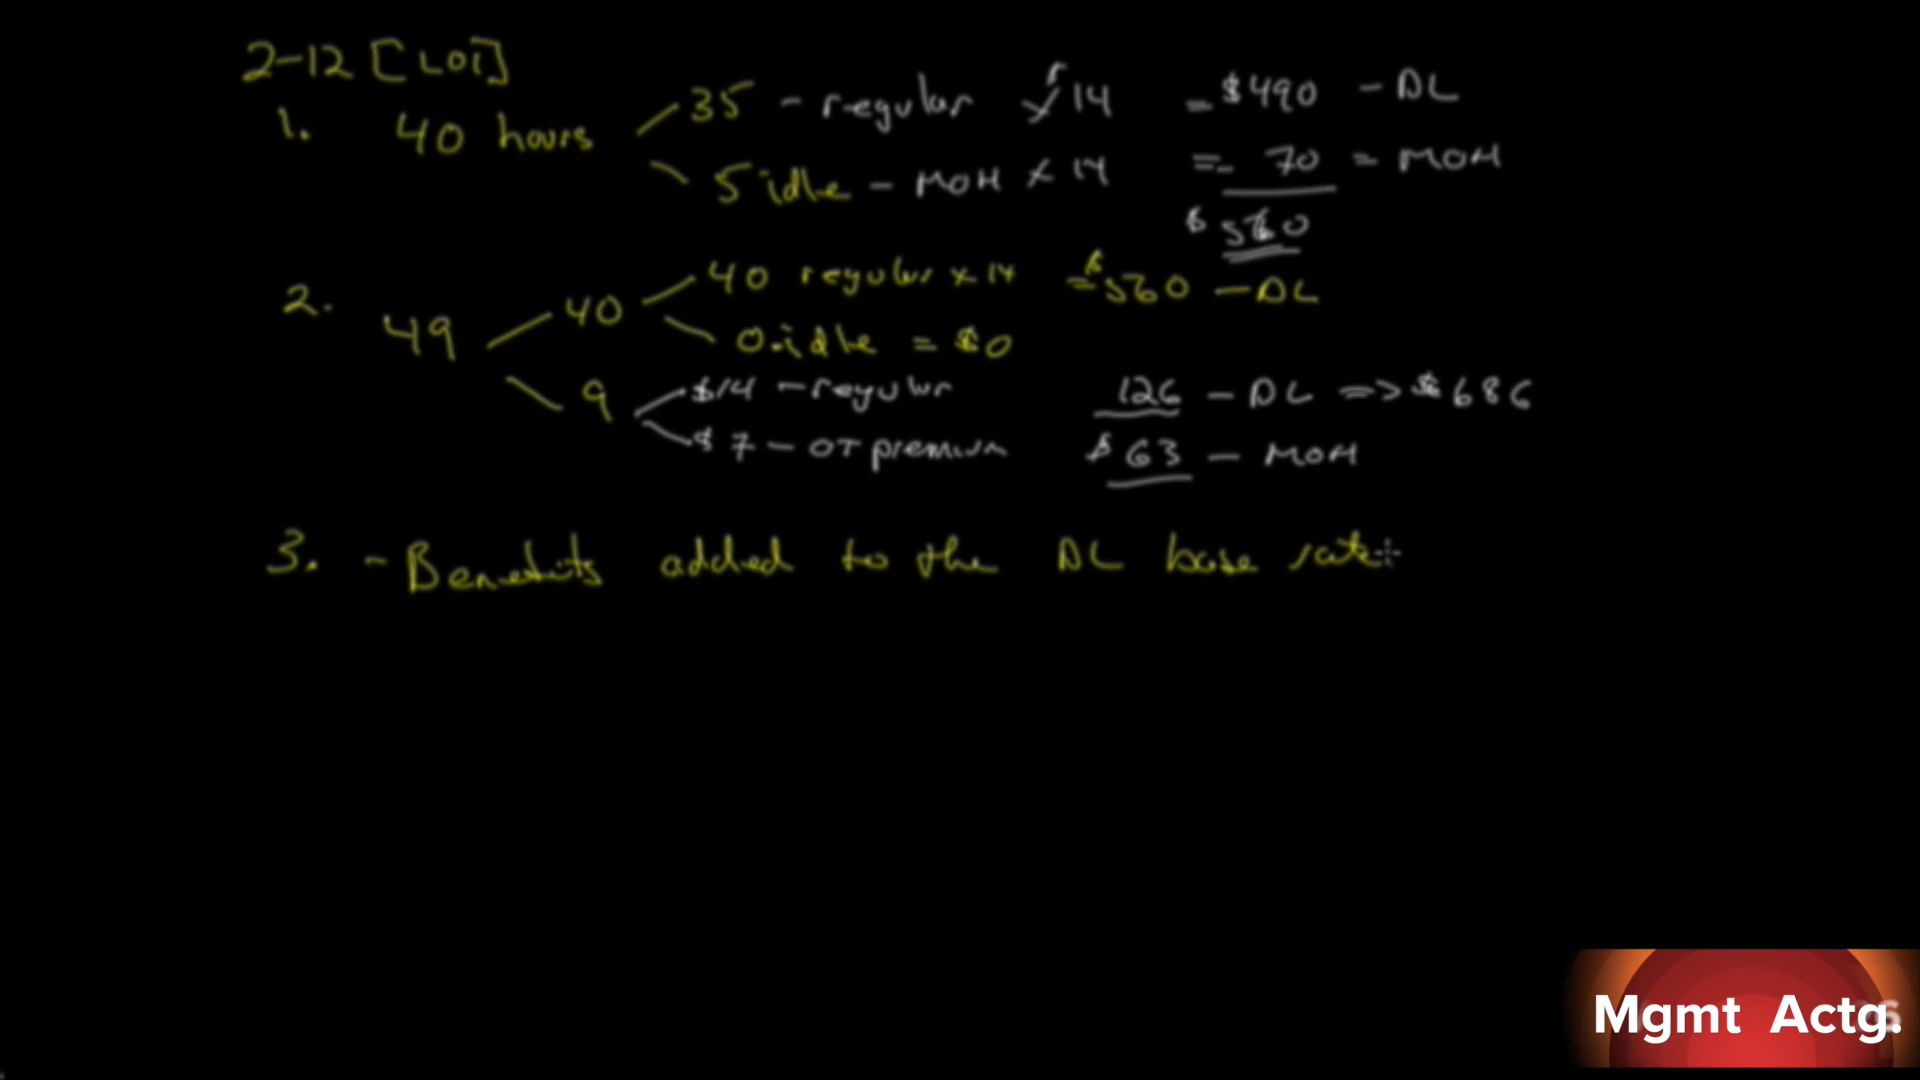 2-12 [LO1]
1. 40 hours
35 - regular x $14 = $490 - DL
5 idle - MOH x 14 = 70 = MOH
$560
2. 49
40
40 regular x 14 = $560 - DL
0 idle = $0
9
$14 - regular 126 - DL => $686
$7 - OT premium $63 - MOH
3. - Benefits added to the DL base rate
Mgmt Actg.